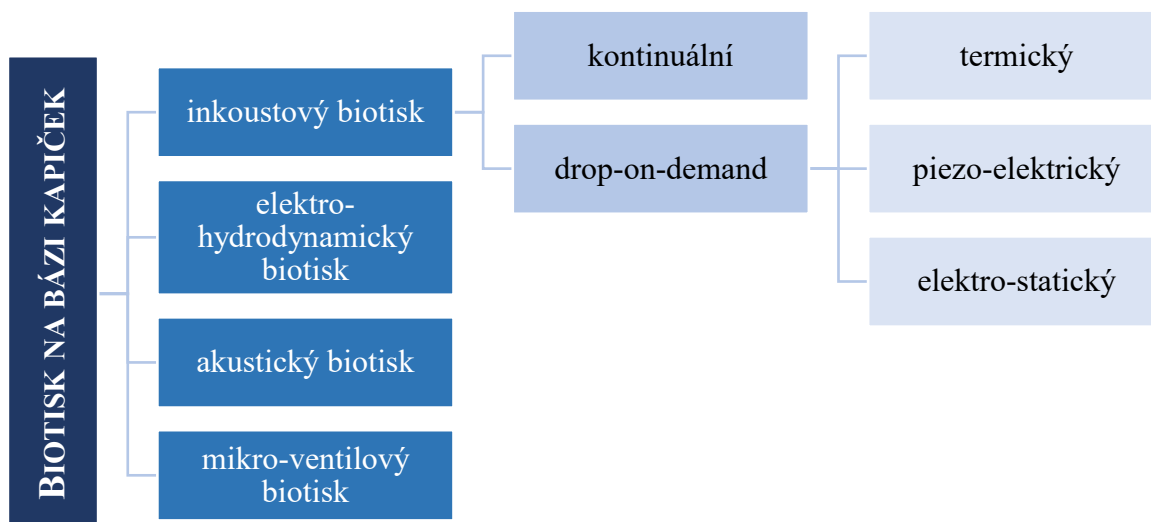 BIOTISK NA BÁZI KAPIČEK
inkoustový biotisk
elektro-
hydrodynamický
biotisk
akustický biotisk
mikro-ventilový
biotisk
kontinuální
drop-on-demand
termický
piezo-elektrický
elektro-statický